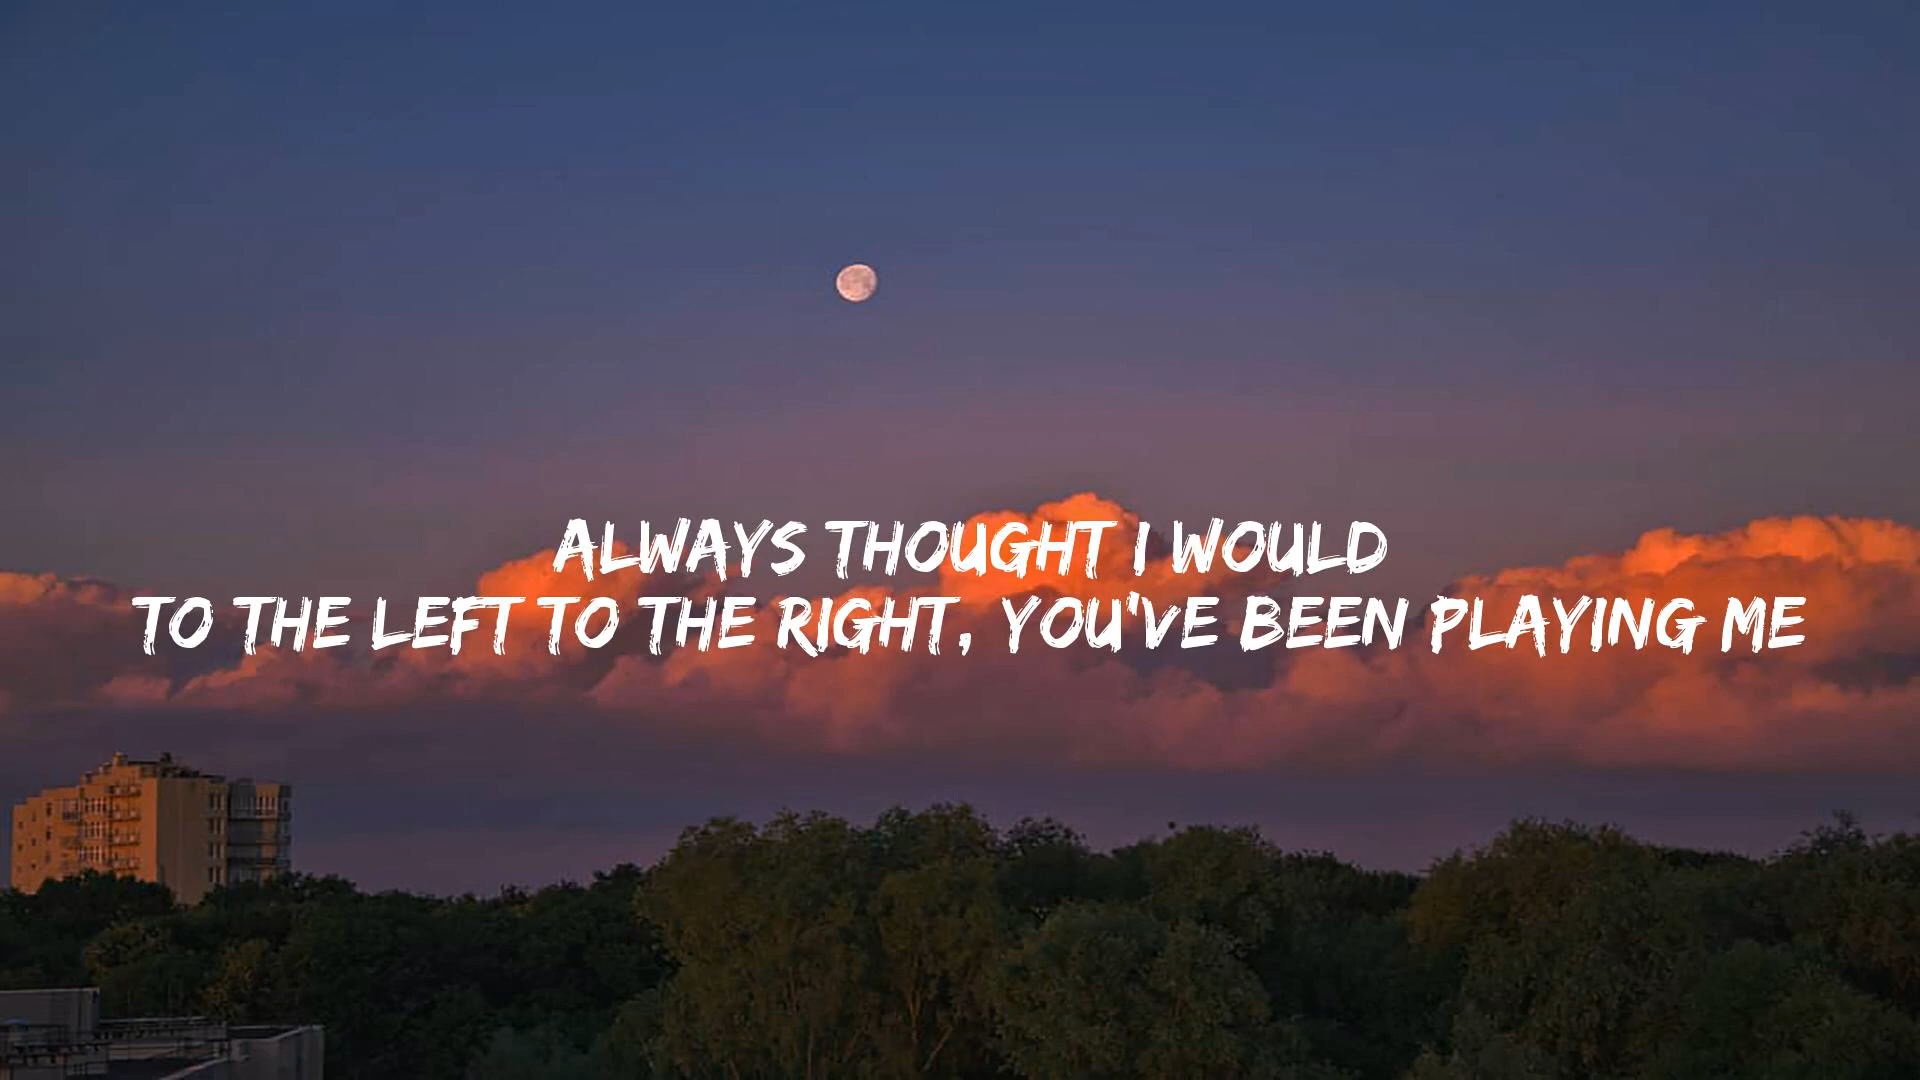 ALWAYS THOUGHT I WOULD
TO THE LEFT TO THE RIGHT, YOU'VE BEEN PLAYING ME